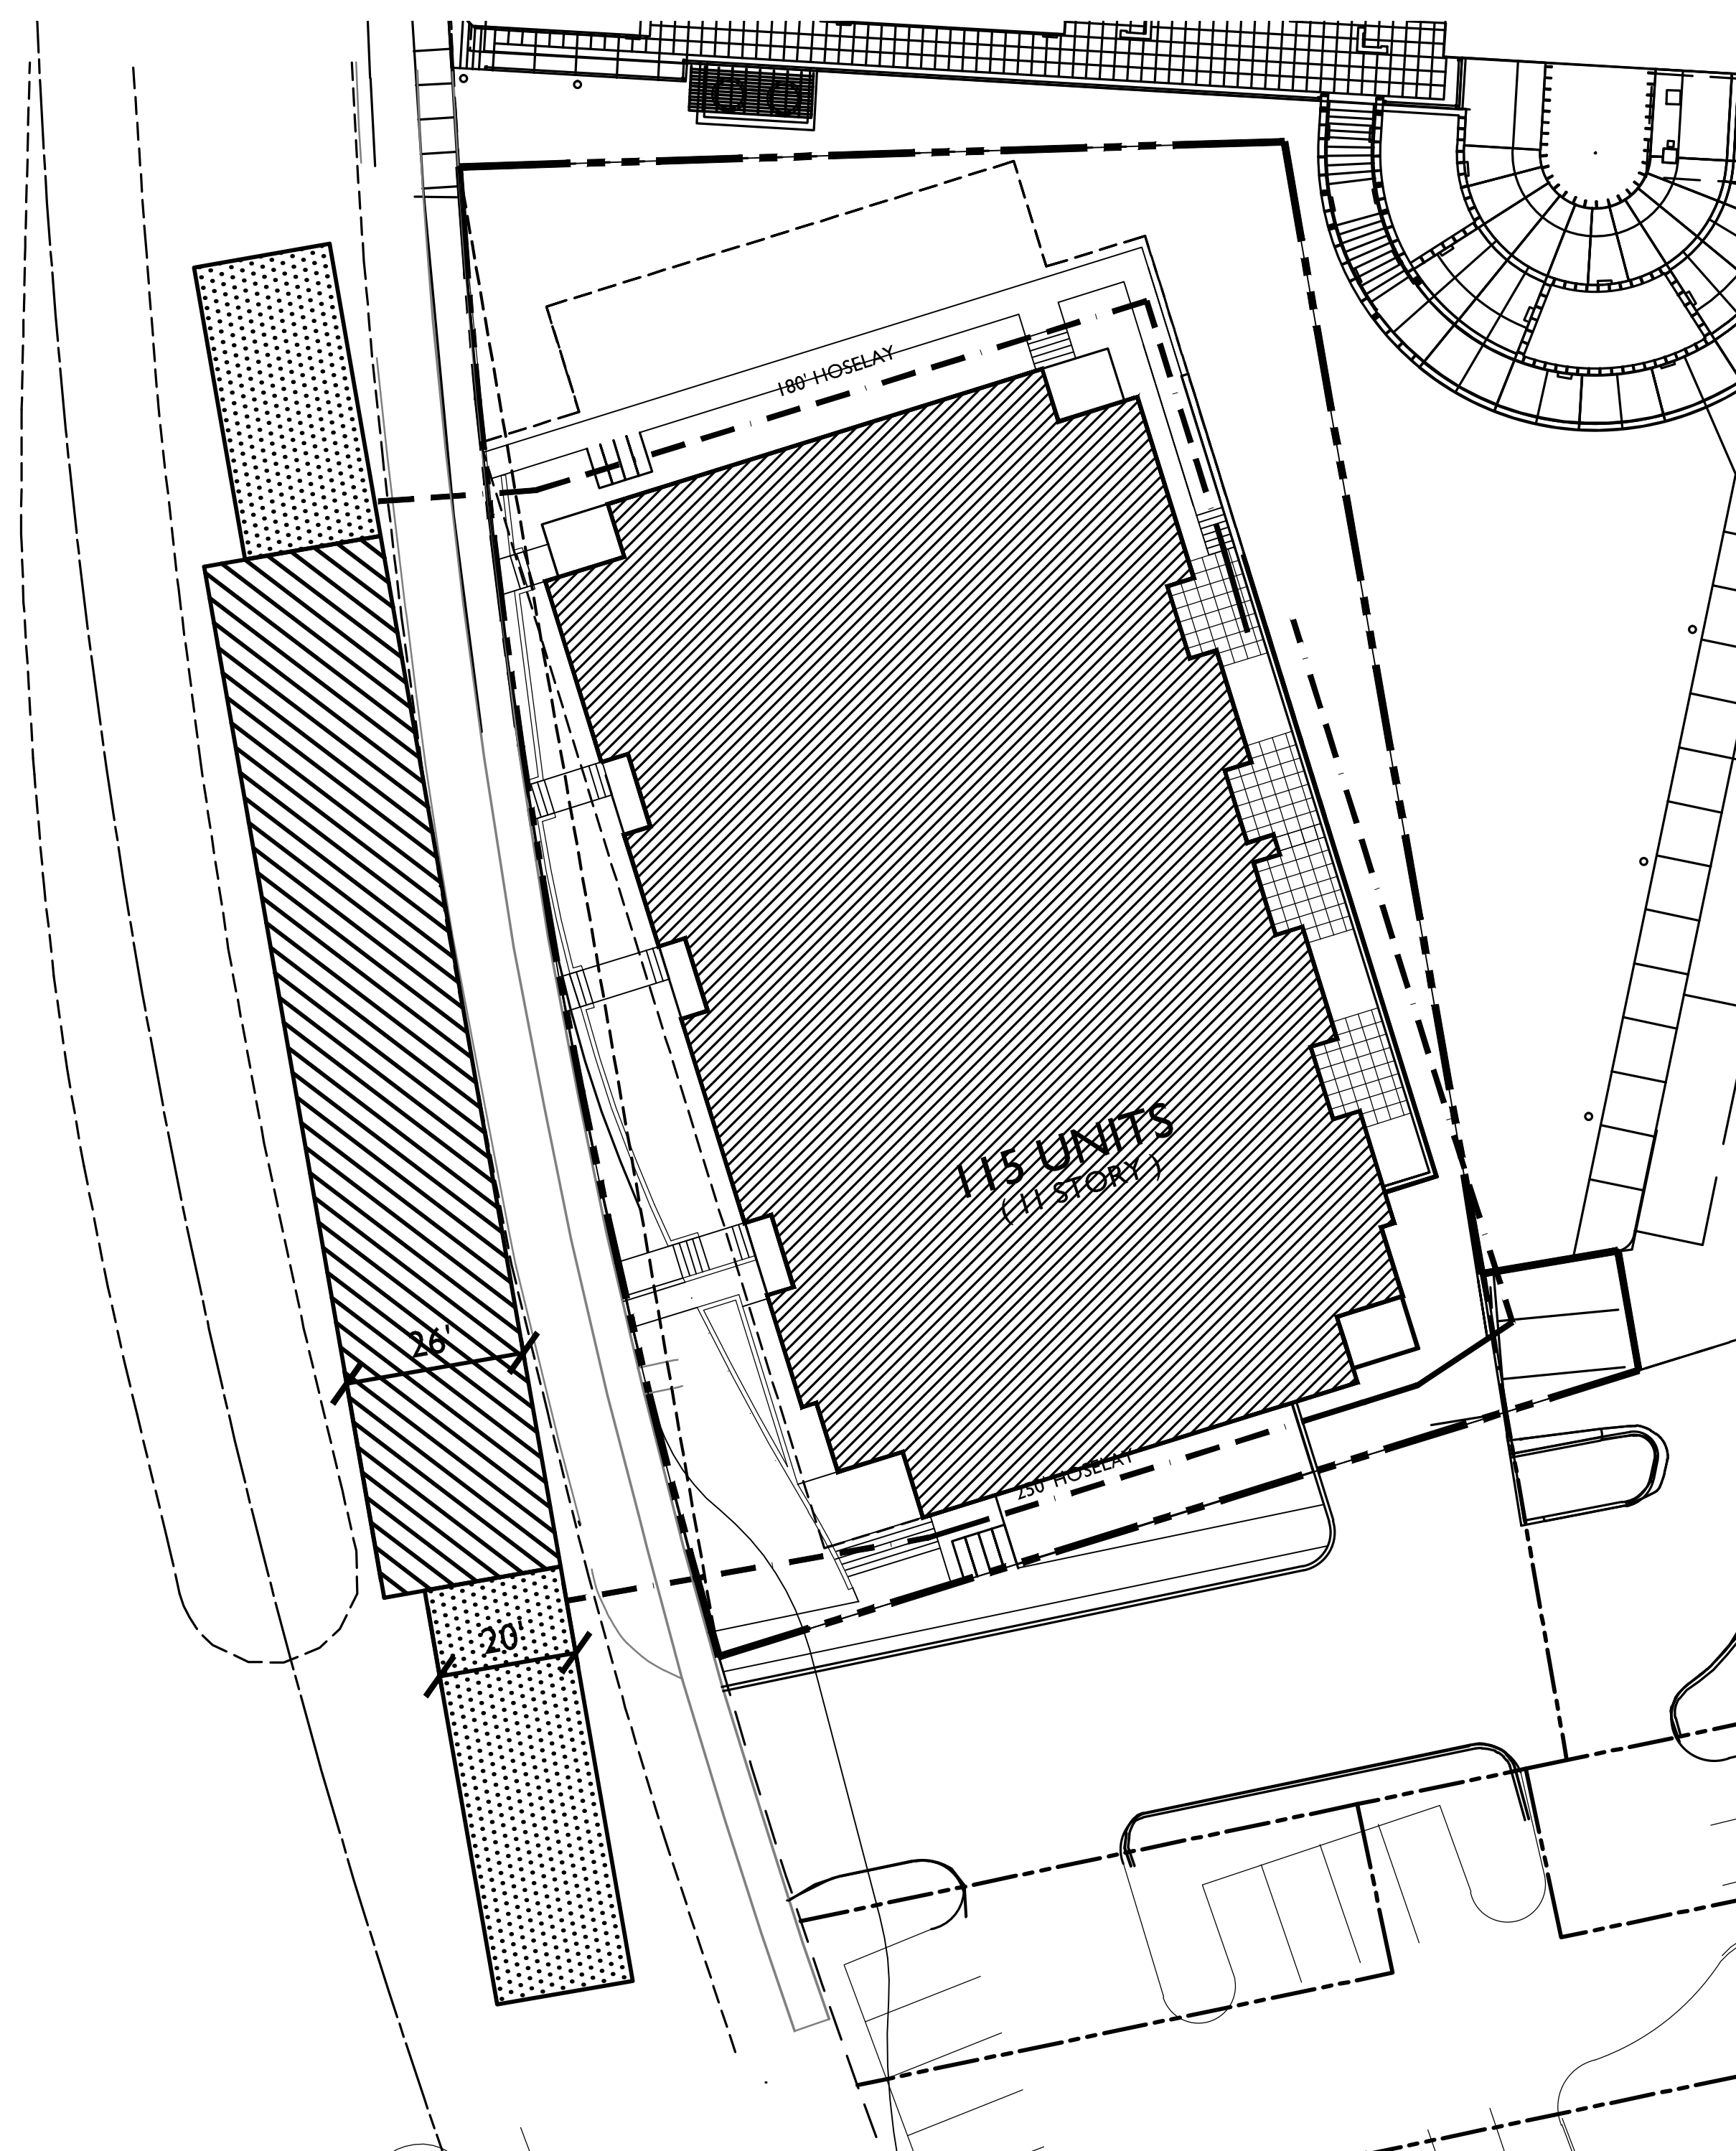 180' HOSELAY
115 UNITS
( 11 STORY )
26'
250' HOSELAY
20'